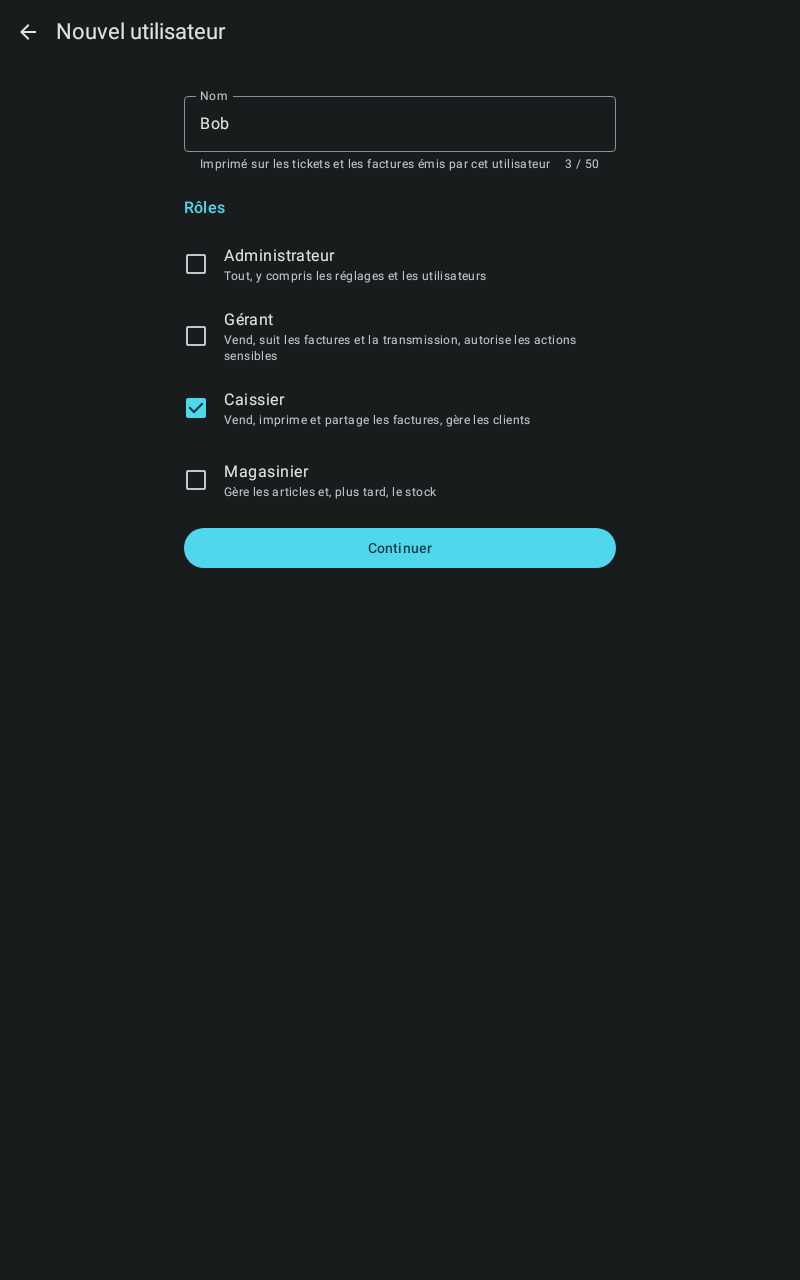 Nouvel utilisateur
Nom
Bob
Imprimé sur les tickets et les factures émis par cet utilisateur 3 / 50
Rôles
Administrateur
Tout, y compris les réglages et les utilisateurs
Gérant
Vend, suit les factures et la transmission, autorise les actions
sensibles
Caissier
Vend, imprime et partage les factures, gère les clients
Magasinier
Gère les articles et, plus tard, le stock
Continuer